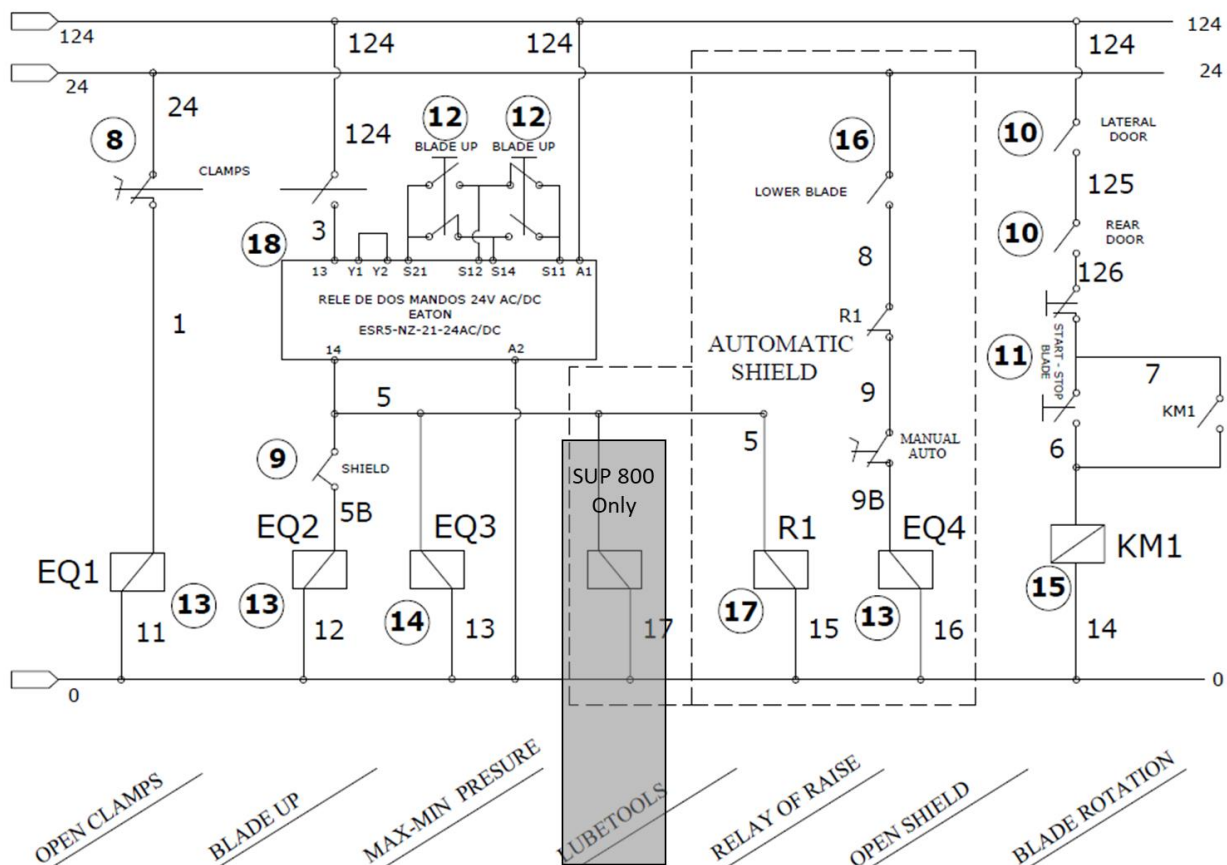 124
124
124
124
124
24
24
24
8
CLAMPS
124
12
12
BLADE UP
BLADE UP
16
LOWER BLADE
10
LATERAL
DOOR
125
10
REAR
DOOR
126
3
18
13
Y1
Y2
S21
S12
S14
S11
A1
RELE DE DOS MANDOS 24V AC/DC
EATON
ESR5-NZ-21-24AC/DC
14
A2
1
8
R1
AUTOMATIC
SHIELD
11
START - STOP
BLADE
7
KM1
5
9
9
SHIELD
5
MANUAL
AUTO
6
SUP 800
Only
5B
9B
EQ1
EQ2
EQ3
R1
EQ4
KM1
13
13
14
17
13
15
11
12
13
17
15
16
14
0
0
OPEN CLAMPS
BLADE UP
MAX-MIN PRESURE
LUBETOOLS
RELAY OF RAISE
OPEN SHIELD
BLADE ROTATION